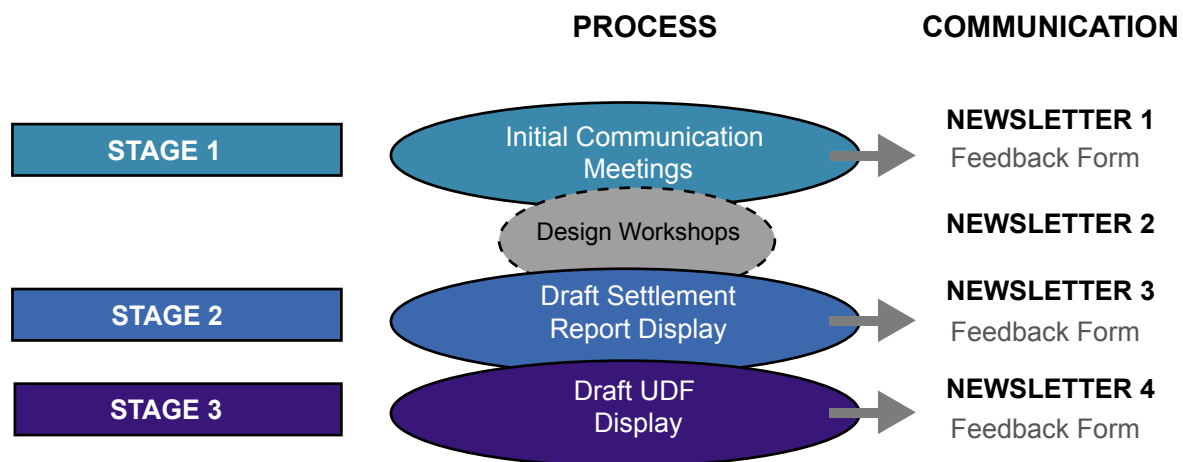 PROCESS
COMMUNICATION
STAGE 1
Initial Communication
Meetings
NEWSLETTER 1
Feedback Form
Design Workshops
NEWSLETTER 2
STAGE 2
Draft Settlement
Report Display
NEWSLETTER 3
Feedback Form
STAGE 3
Draft UDF
Display
NEWSLETTER 4
Feedback Form